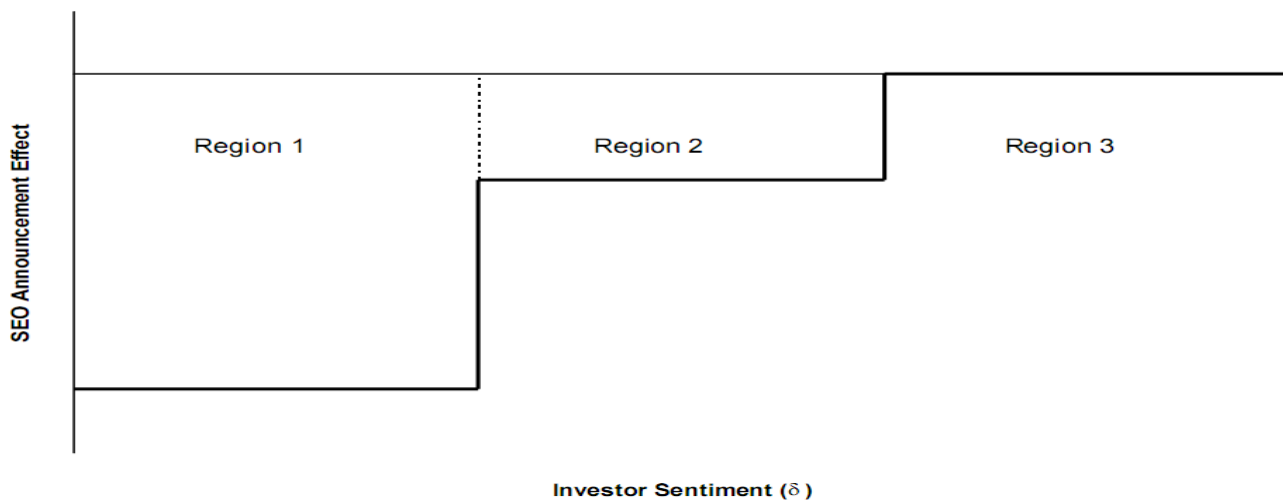 SEO Announcement Effect
Region 1
Region 2
Region 3
Investor Sentiment (δ )